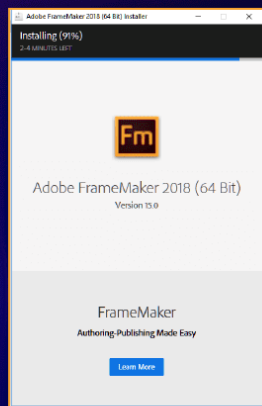 Adobe FrameMaker 2018 (64 Bit) Installer
Installing (91%)
2-4 MINUTES LEFT
Fm
Adobe FrameMaker 2018 (64 Bit)
Version 15.0
FrameMaker
Authoring-Publishing Made Easy
Learn More